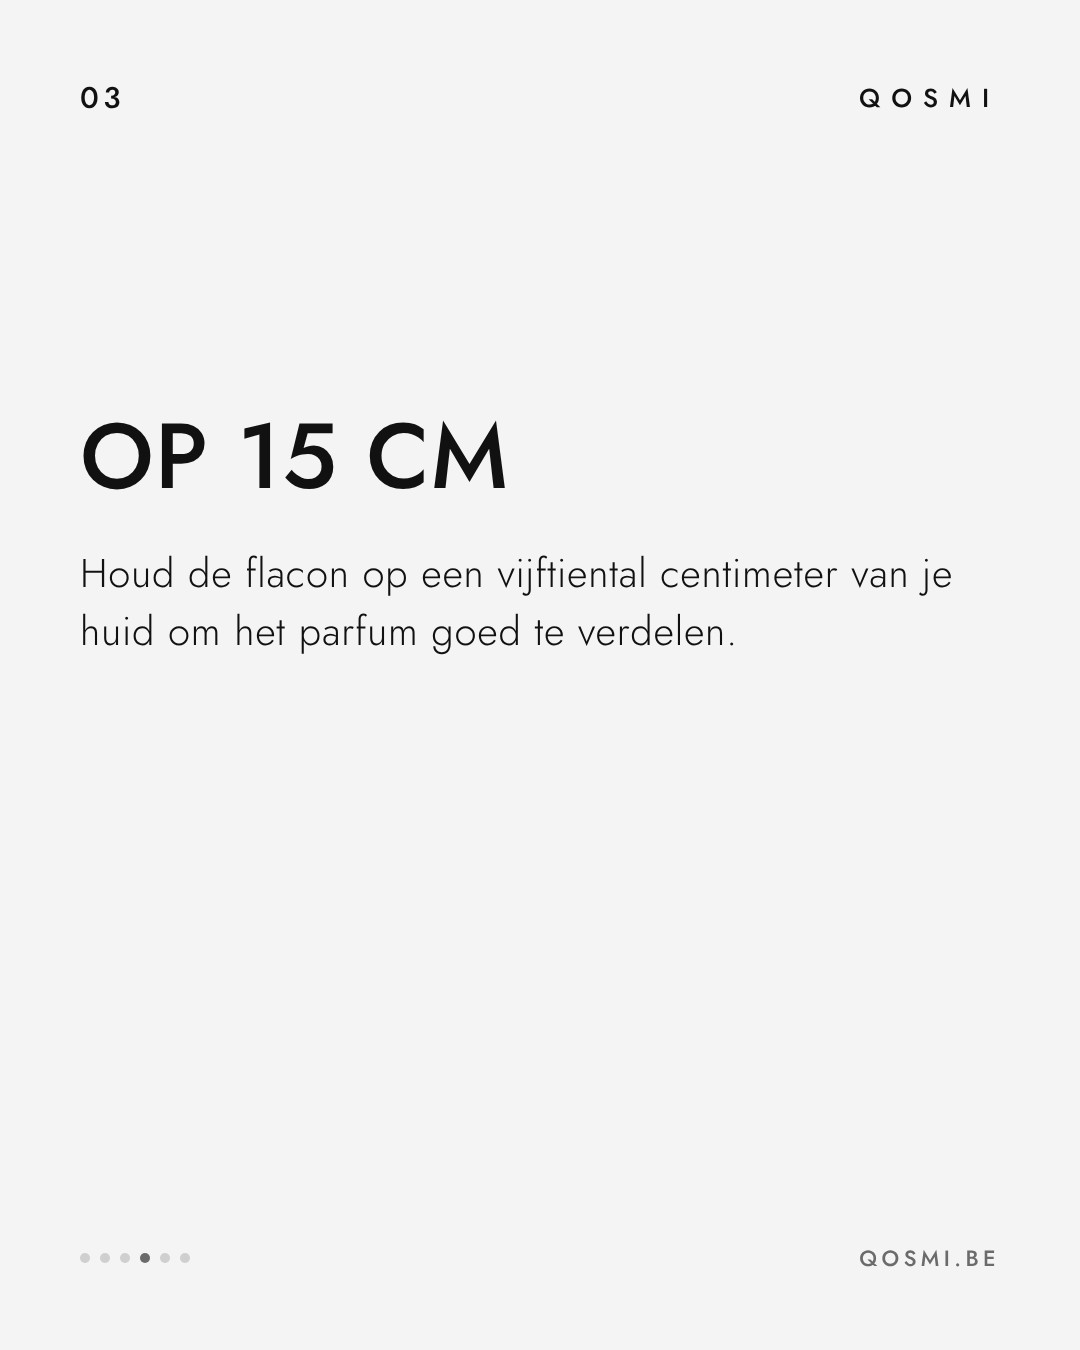 03
QOSMI
OP 15 CM
Houd de flacon op een vijftiental centimeter van je
huid om het parfum goed te verdelen.
QOSMI.BE